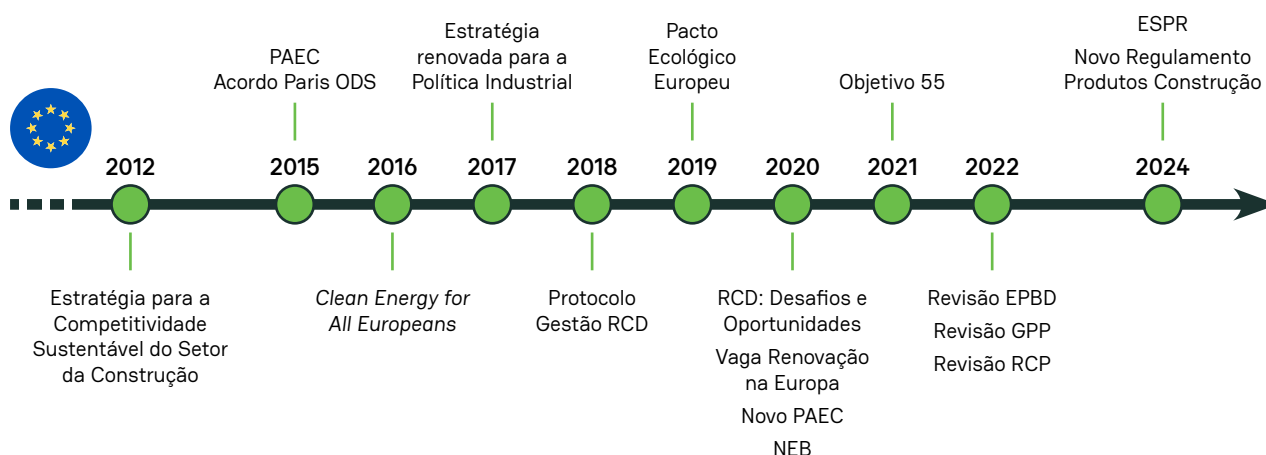 ESPR
Estratégia
renovada para a
Política Industrial
Pacto
Ecológico
Europeu
PAEC
Acordo Paris ODS
Objetivo 55
Novo Regulamento
Produtos Construção
2012
2015
2016
2017
2018
2019
2020
2021
2022
2024
Estratégia para a
Competitividade
Sustentável do Setor
da Construção
Clean Energy for
All Europeans
Protocolo
Gestão RCD
RCD: Desafios e
Oportunidades
Vaga Renovação
na Europa
Novo PAEC
NEB
Revisão EPBD
Revisão GPP
Revisão RCP